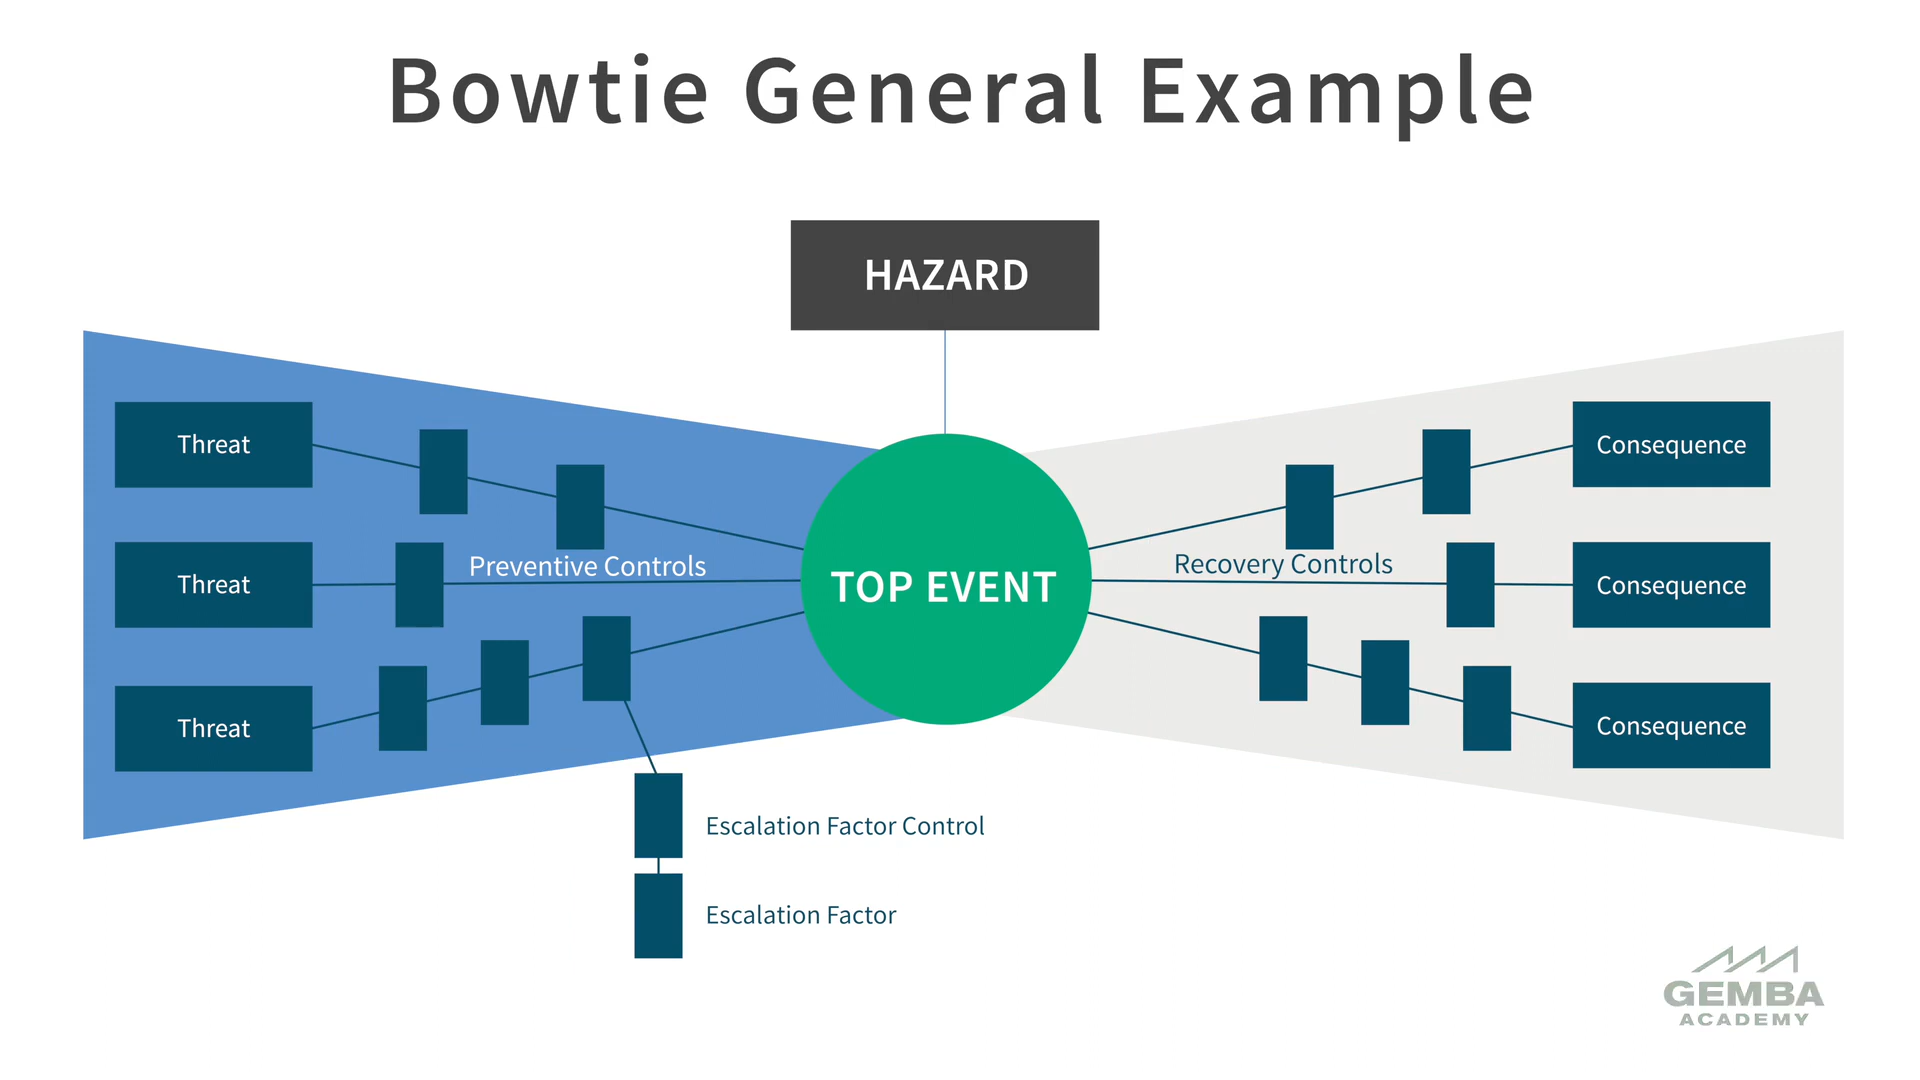 Bowtie General Example
HAZARD
Threat
Consequence
Threat
Preventive Controls
TOP EVENT
Recovery Controls
Consequence
Threat
Consequence
Escalation Factor Control
Escalation Factor
GEMBA
ACADEMY